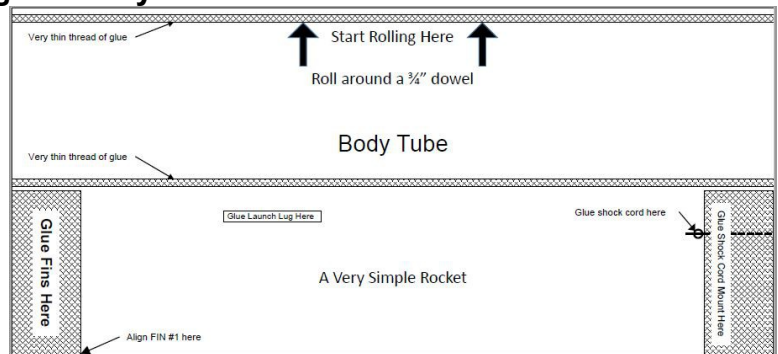 Very thin thread of glue
Start Rolling Here
Roll around a ¾” dowel
Body Tube
Very thin thread of glue
Glue Fins Here
Glue Launch Lug Here
Glue shock cord here
Glue Shock Cord Mount Here
A Very Simple Rocket
Align FIN #1 here